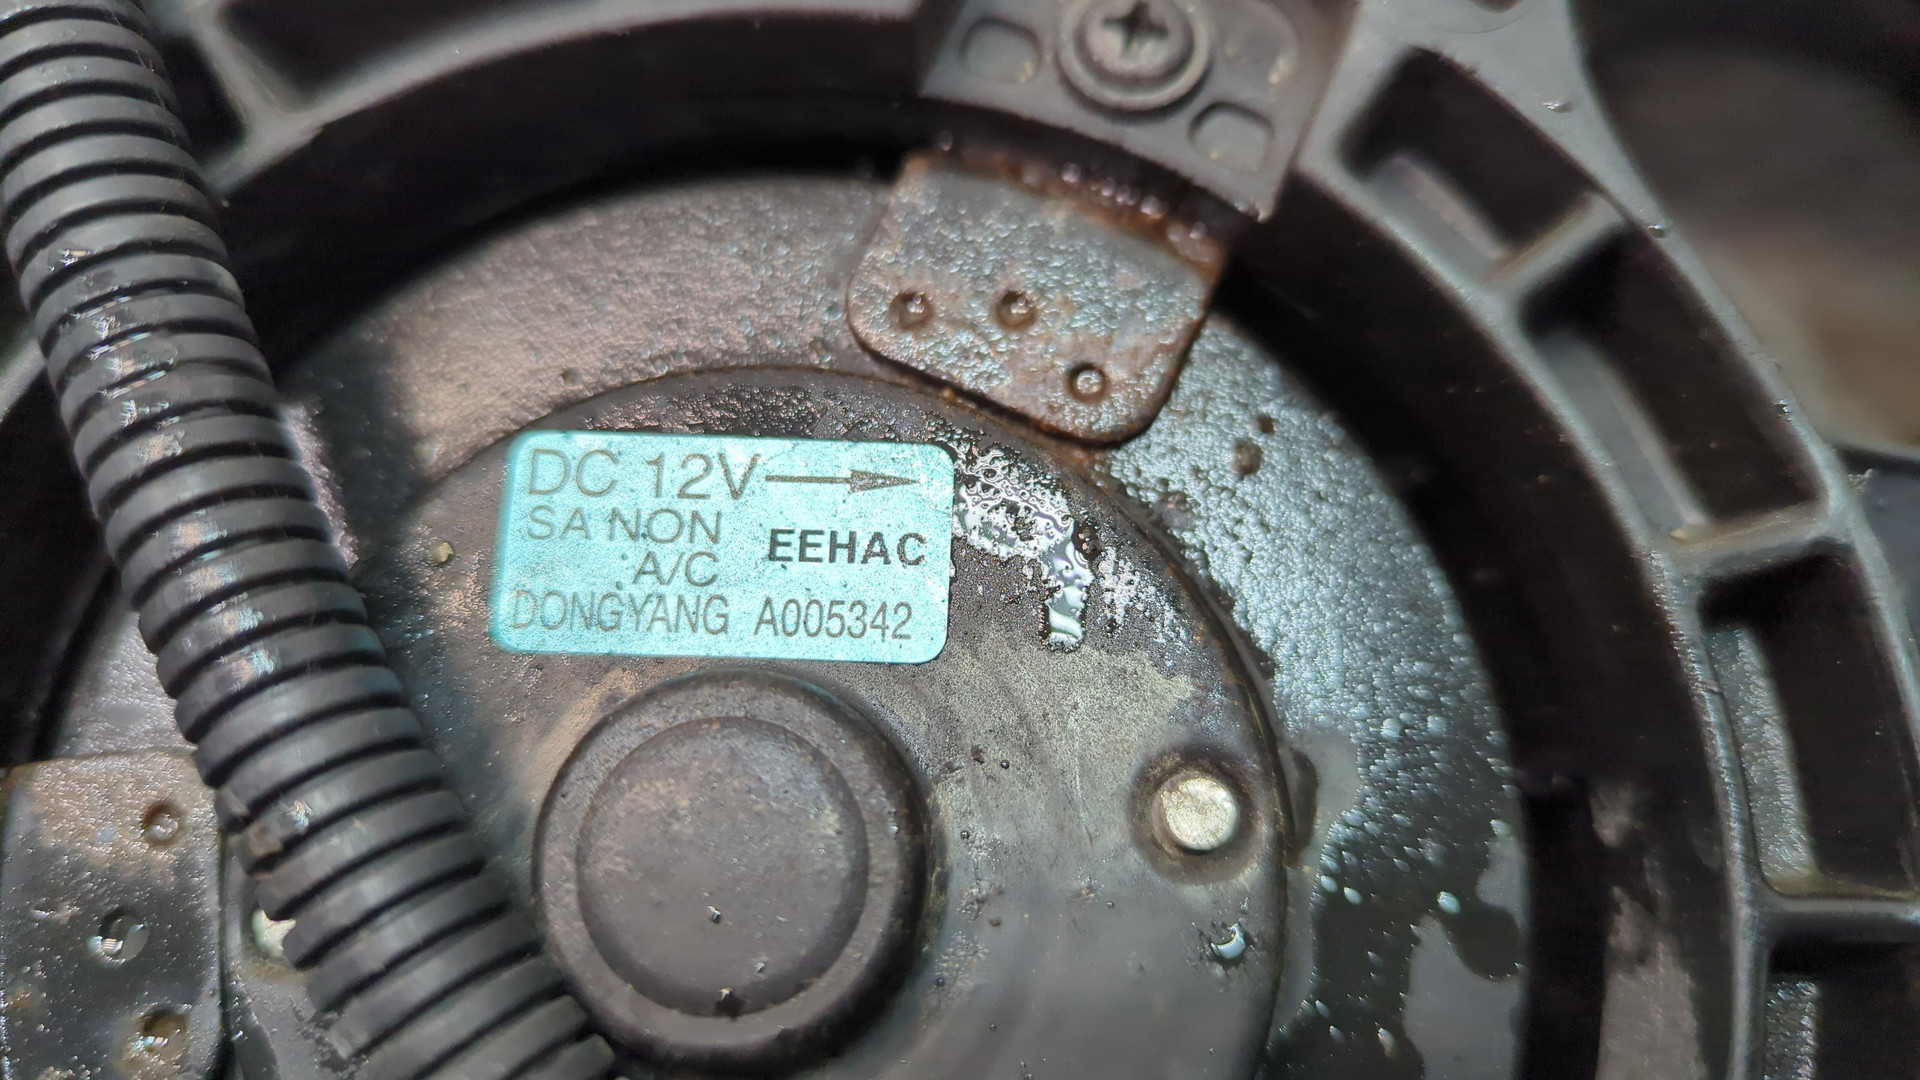 DC 12V
SA NON EEHAC
A/C
DONGYANG A005342